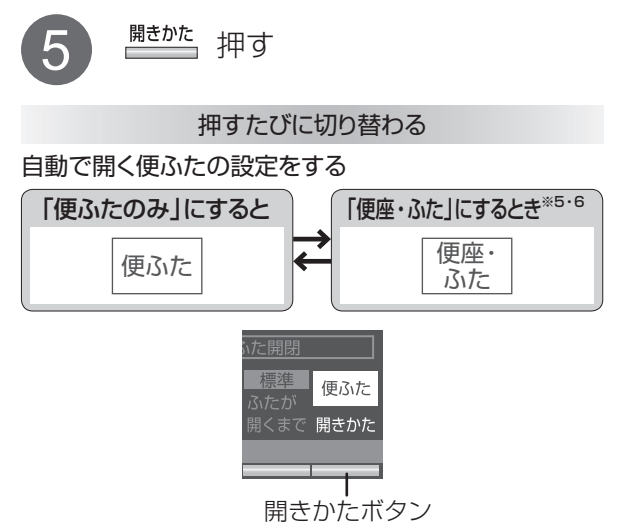 5 開きかた 押す
押すたびに切り替わる
自動で開く便ふたの設定をする
「便ふたのみ」にすると
「便座・ふた」にするとき※5・6
便ふた
便座・
ふた
ふた開閉
標準
便ふた
ふたが
開くまで
開きかた
開きかたボタン